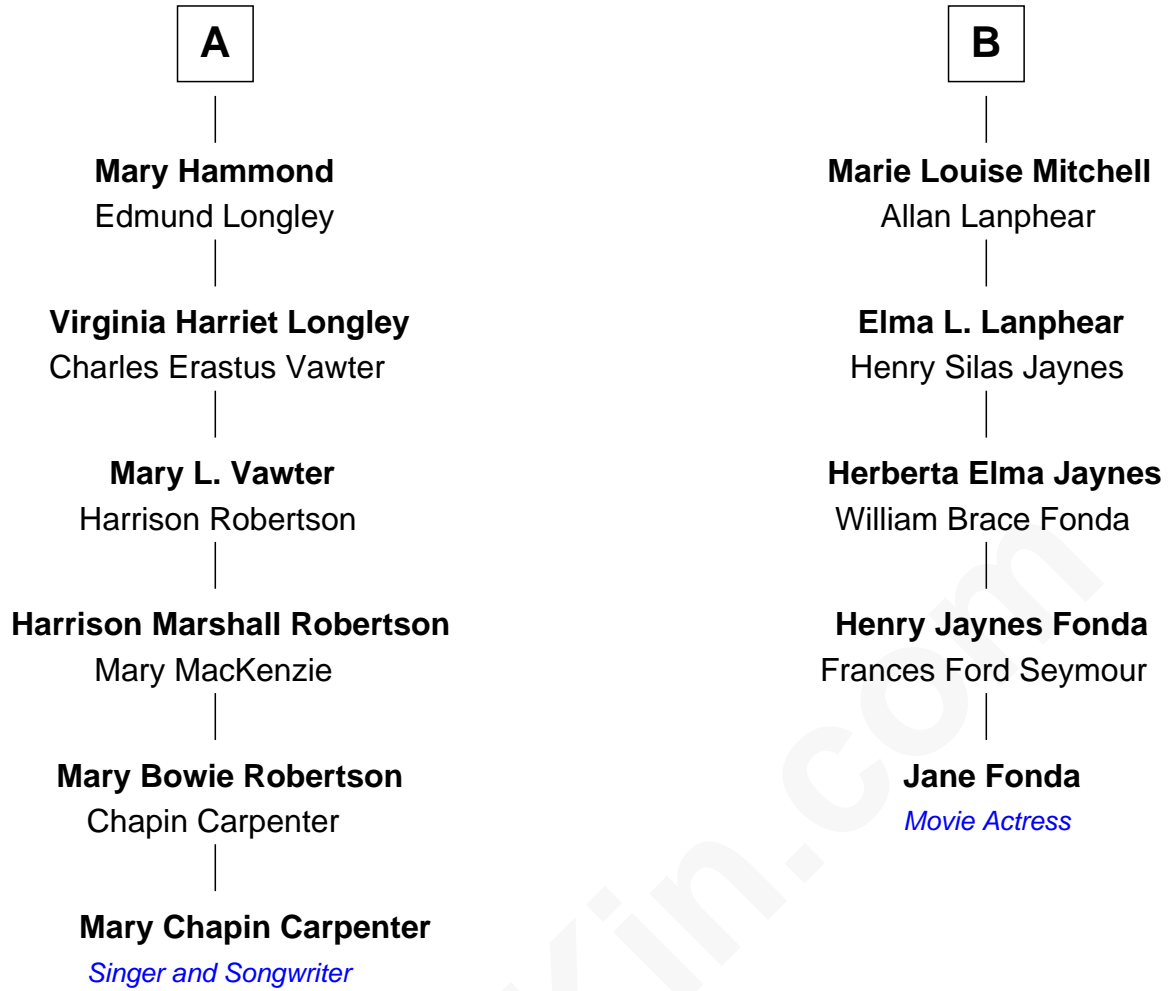 A
Mary Hammond
Edmund Longley
Virginia Harriet Longley
Charles Erastus Vawter
Mary L. Vawter
Harrison Robertson
Harrison Marshall Robertson
Mary MacKenzie
Mary Bowie Robertson
Chapin Carpenter
Mary Chapin Carpenter
Singer and Songwriter
B
Marie Louise Mitchell
Allan Lanphear
Elma L. Lanphear
Henry Silas Jaynes
Herberta Elma Jaynes
William Brace Fonda
Henry Jaynes Fonda
Frances Ford Seymour
Jane Fonda
Movie Actress
Kin.com